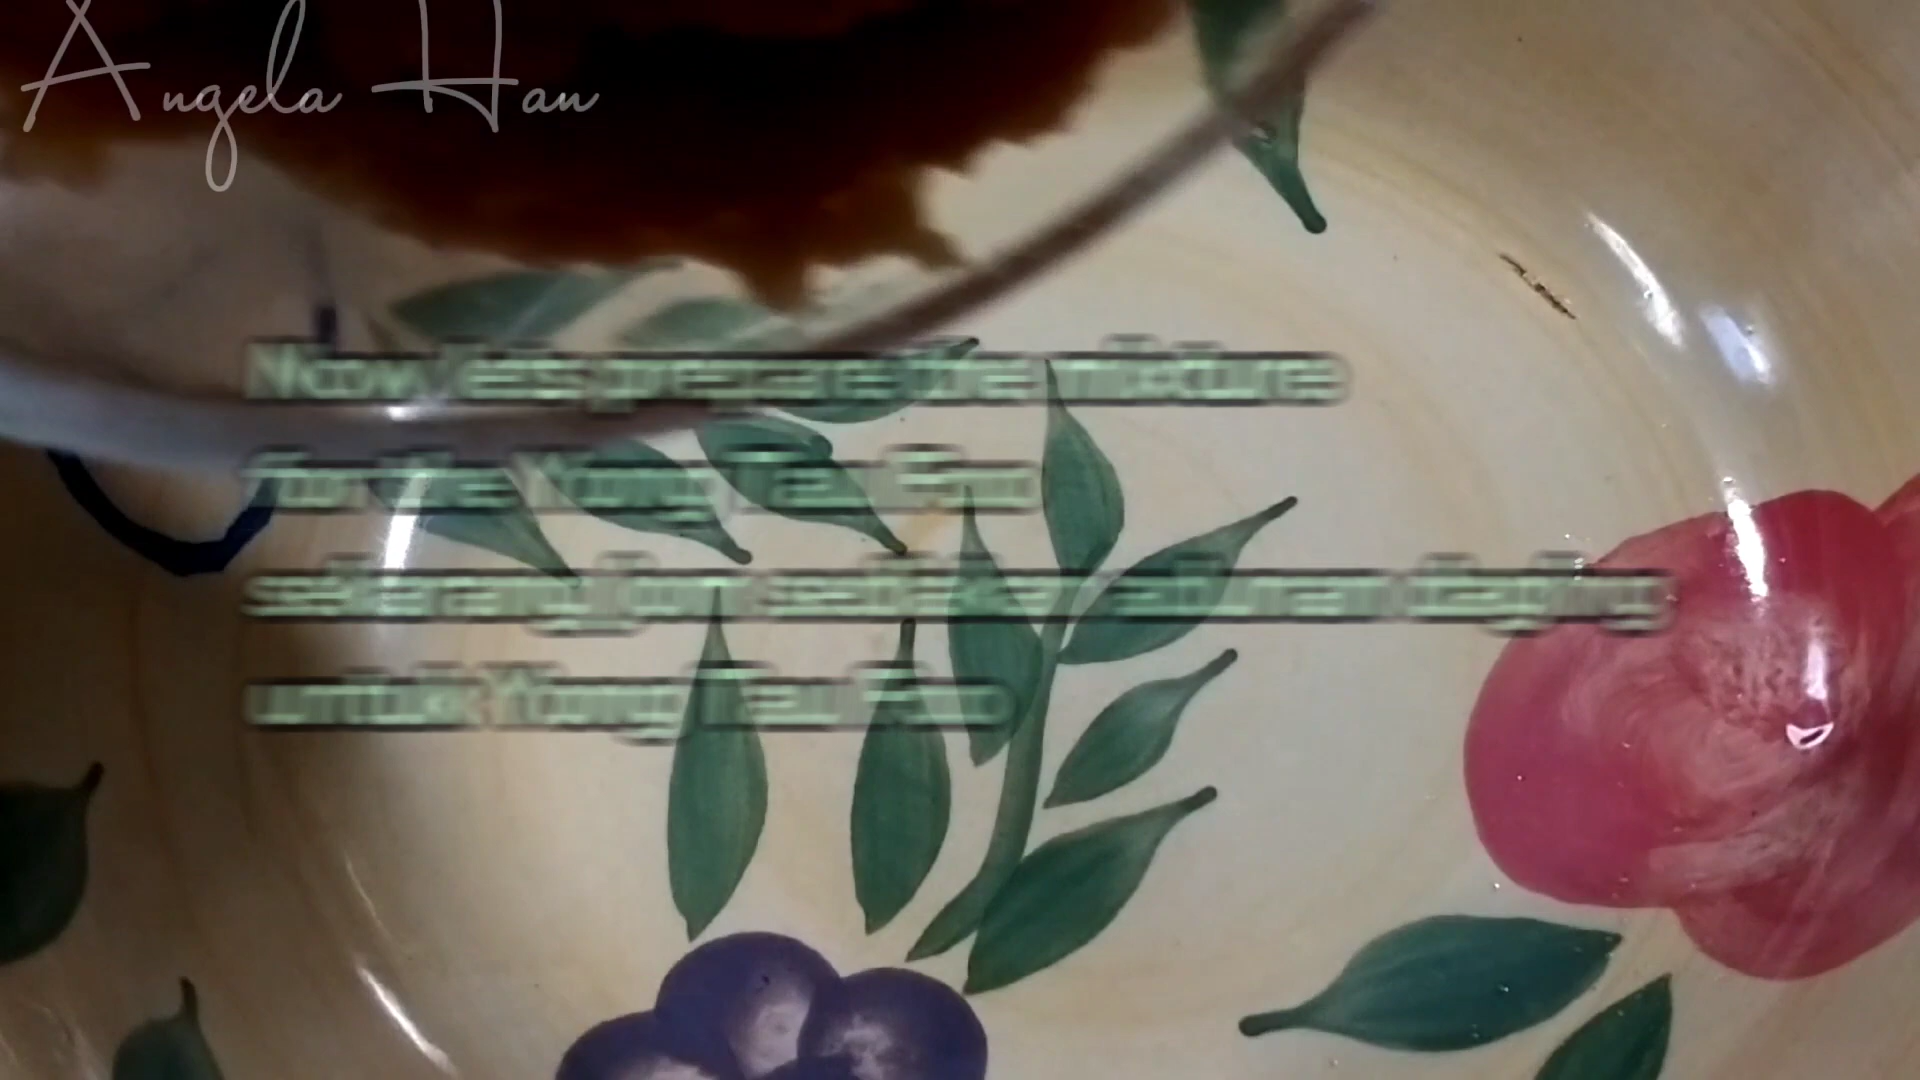 Angela Han
Now lets prepare the mixture
for the Yong Tau Foo
sekarang jom sediakan adunan daging
untuk Yong Tau Foo